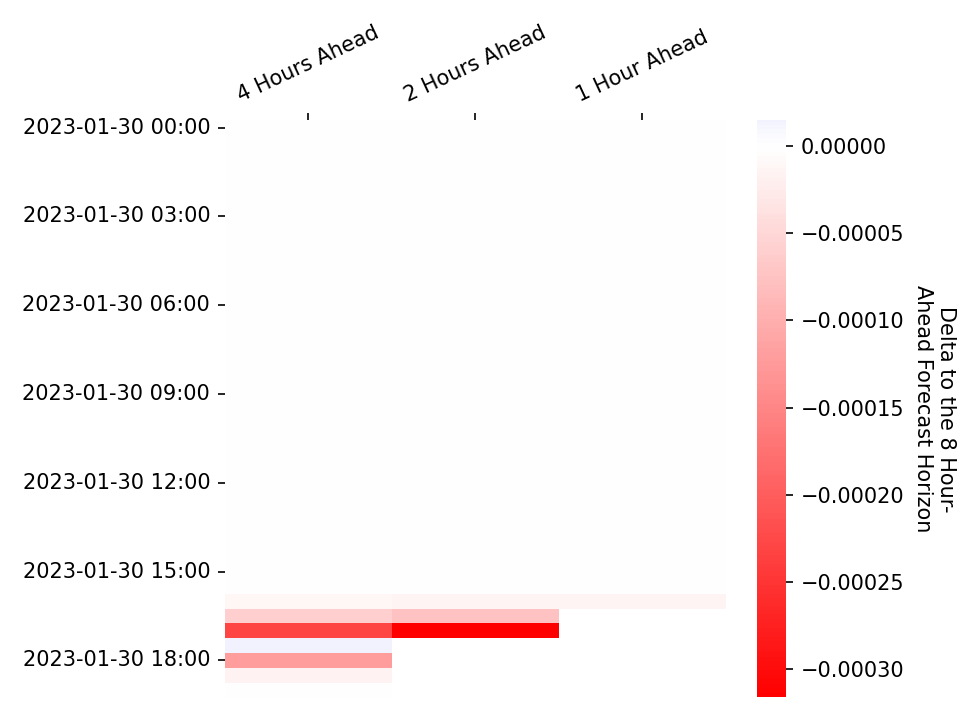 4 Hours Ahead
2 Hours Ahead
1 Hour Ahead
2023-01-30 00:00
2023-01-30 03:00
2023-01-30 06:00
2023-01-30 09:00
2023-01-30 12:00
2023-01-30 15:00
2023-01-30 18:00
0.00000
−0.00005
−0.00010
−0.00015
−0.00020
−0.00025
−0.00030
Delta to the 8 Hour-
Ahead Forecast Horizon